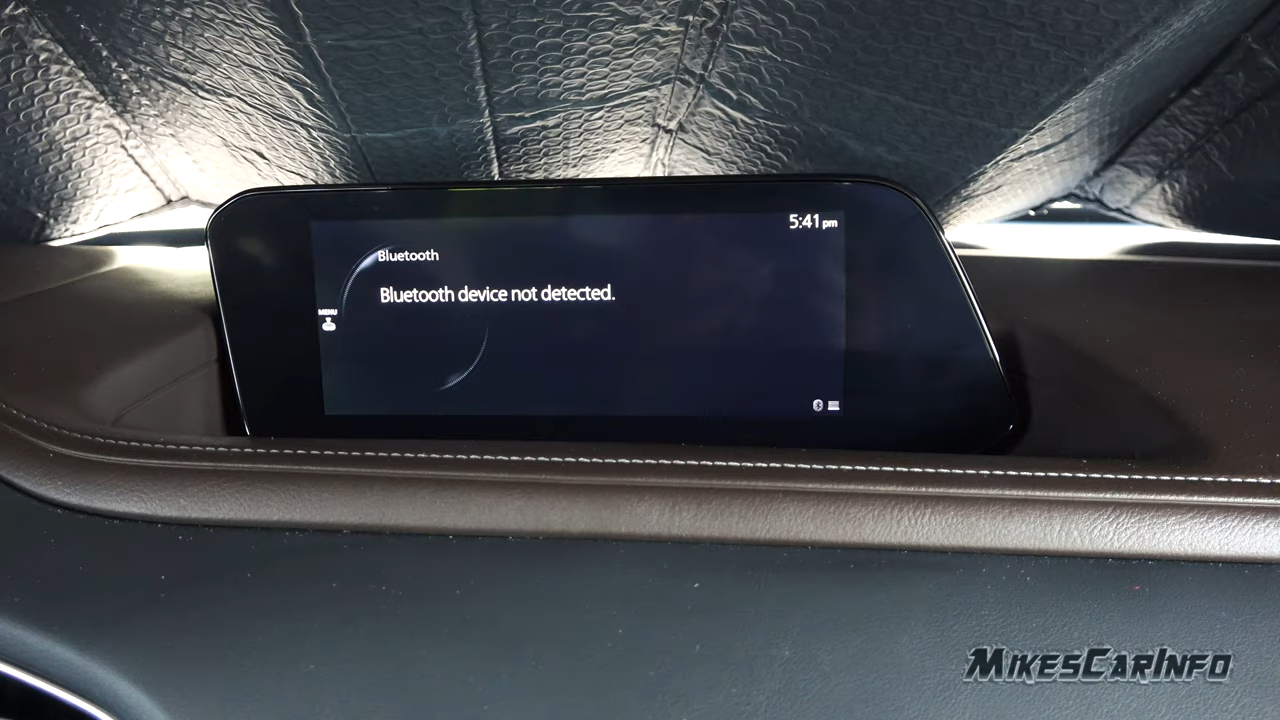 5:41 pm
Bluetooth
Bluetooth device not detected.
MENU
MIKESCARINFO